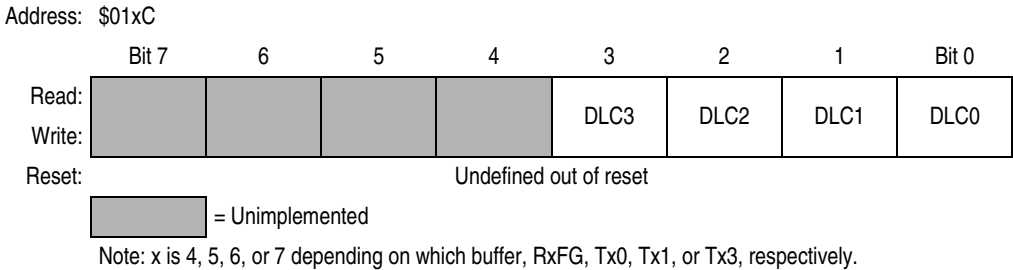 Address: $01xC
Bit 7 6 5 4 3 2 1 Bit 0
Read:
Write:
DLC3 DLC2 DLC1 DLC0
Reset: Undefined out of reset
= Unimplemented
Note: x is 4, 5, 6, or 7 depending on which buffer, RxFG, Tx0, Tx1, or Tx3, respectively.